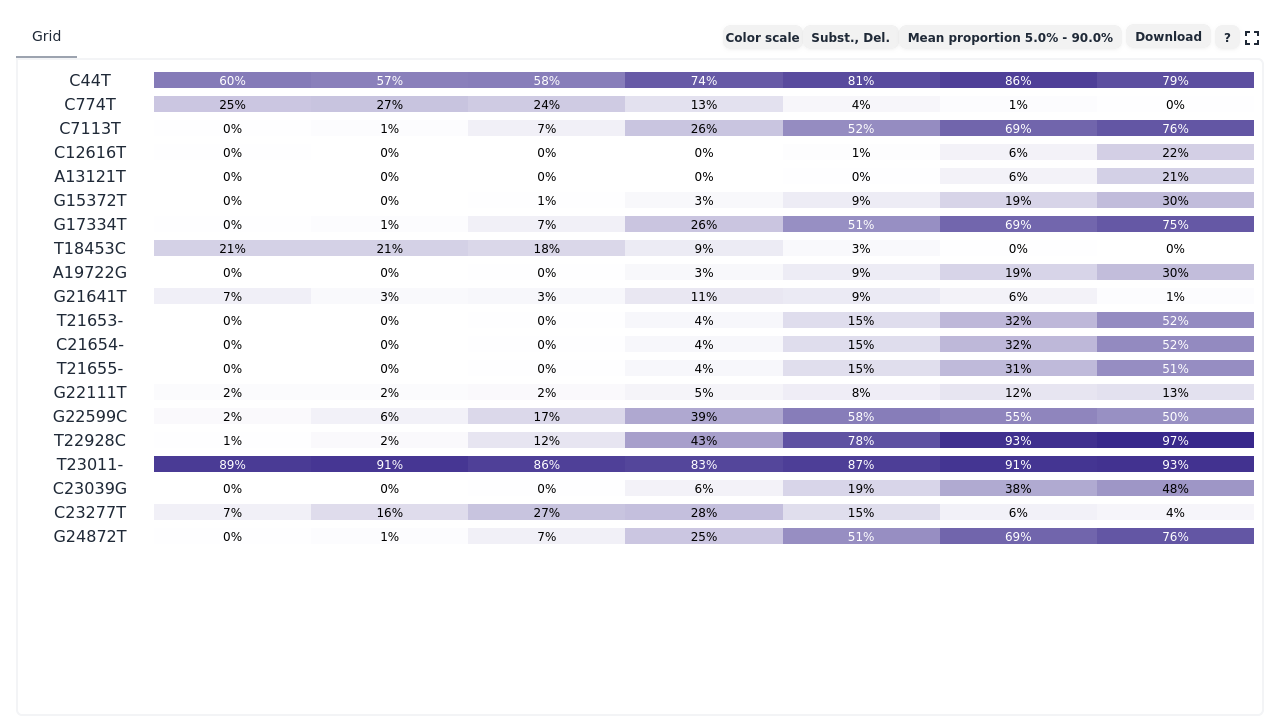 Grid Color scale Subst., Del. Mean proportion 5.0% - 90.0% Download ?
C44T 60% 57% 58% 74% 81% 86% 79%
C774T 25% 27% 24% 13% 4% 1% 0%
C7113T 0% 1% 7% 26% 52% 69% 76%
C12616T 0% 0% 0% 0% 1% 6% 22%
A13121T 0% 0% 0% 0% 0% 6% 21%
G15372T 0% 0% 1% 3% 9% 19% 30%
G17334T 0% 1% 7% 26% 51% 69% 75%
T18453C 21% 21% 18% 9% 3% 0% 0%
A19722G 0% 0% 0% 3% 9% 19% 30%
G21641T 7% 3% 3% 11% 9% 6% 1%
T21653- 0% 0% 0% 4% 15% 32% 52%
C21654- 0% 0% 0% 4% 15% 32% 52%
T21655- 0% 0% 0% 4% 15% 31% 51%
G22111T 2% 2% 2% 5% 8% 12% 13%
G22599C 2% 6% 17% 39% 58% 55% 50%
T22928C 1% 2% 12% 43% 78% 93% 97%
T23011- 89% 91% 86% 83% 87% 91% 93%
C23039G 0% 0% 0% 6% 19% 38% 48%
C23277T 7% 16% 27% 28% 15% 6% 4%
G24872T 0% 1% 7% 25% 51% 69% 76%